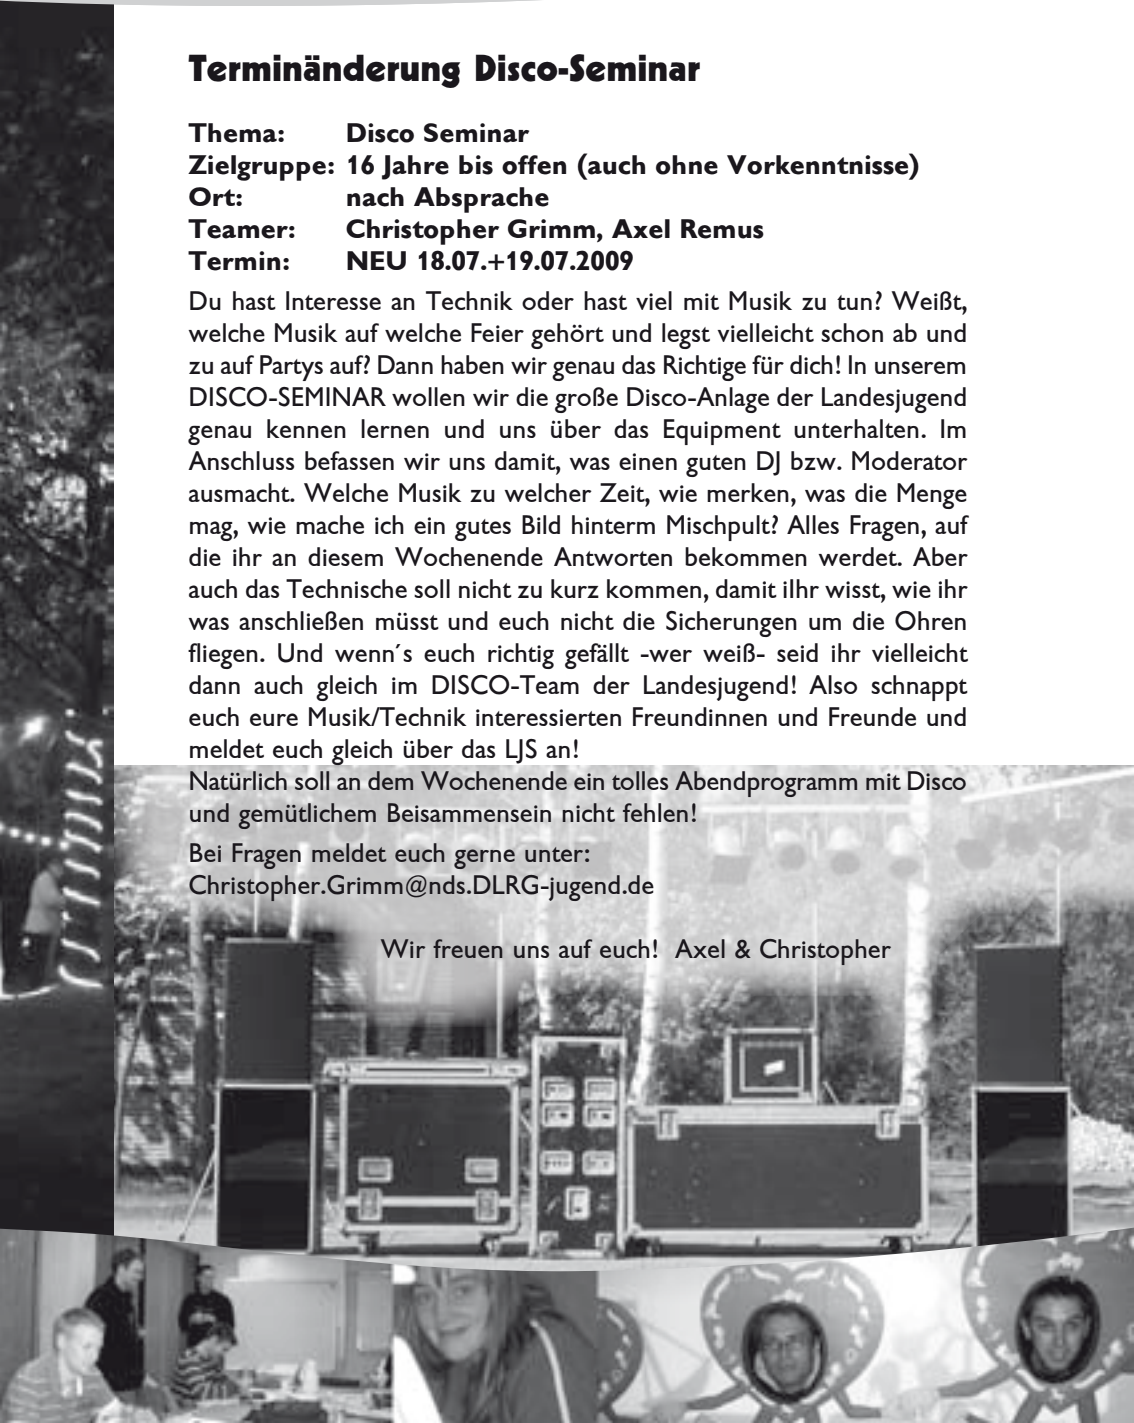 Terminänderung Disco-Seminar
Thema: Disco Seminar
Zielgruppe: 16 Jahre bis offen (auch ohne Vorkenntnisse)
Ort: nach Absprache
Teamer: Christopher Grimm, Axel Remus
Termin: NEU 18.07.+19.07.2009
Du hast Interesse an Technik oder hast viel mit Musik zu tun? Weißt,
welche Musik auf welche Feier gehört und legst vielleicht schon ab und
zu auf Partys auf? Dann haben wir genau das Richtige für dich! In unserem
DISCO-SEMINAR wollen wir die große Disco-Anlage der Landesjugend
genau kennen lernen und uns über das Equipment unterhalten. Im
Anschluss befassen wir uns damit, was einen guten DJ bzw. Moderator
ausmacht. Welche Musik zu welcher Zeit, wie merken, was die Menge
mag, wie mache ich ein gutes Bild hinterm Mischpult? Alles Fragen, auf
die ihr an diesem Wochenende Antworten bekommen werdet. Aber
auch das Technische soll nicht zu kurz kommen, damit ilhr wisst, wie ihr
was anschließen müsst und euch nicht die Sicherungen um die Ohren
fliegen. Und wenn´s euch richtig gefällt -wer weiß- seid ihr vielleicht
dann auch gleich im DISCO-Team der Landesjugend! Also schnappt
euch eure Musik/Technik interessierten Freundinnen und Freunde und
meldet euch gleich über das LJS an!
Natürlich soll an dem Wochenende ein tolles Abendprogramm mit Disco
und gemütlichem Beisammensein nicht fehlen!
Bei Fragen meldet euch gerne unter:
Christopher.Grimm@nds.DLRG-jugend.de
Wir freuen uns auf euch! Axel & Christopher